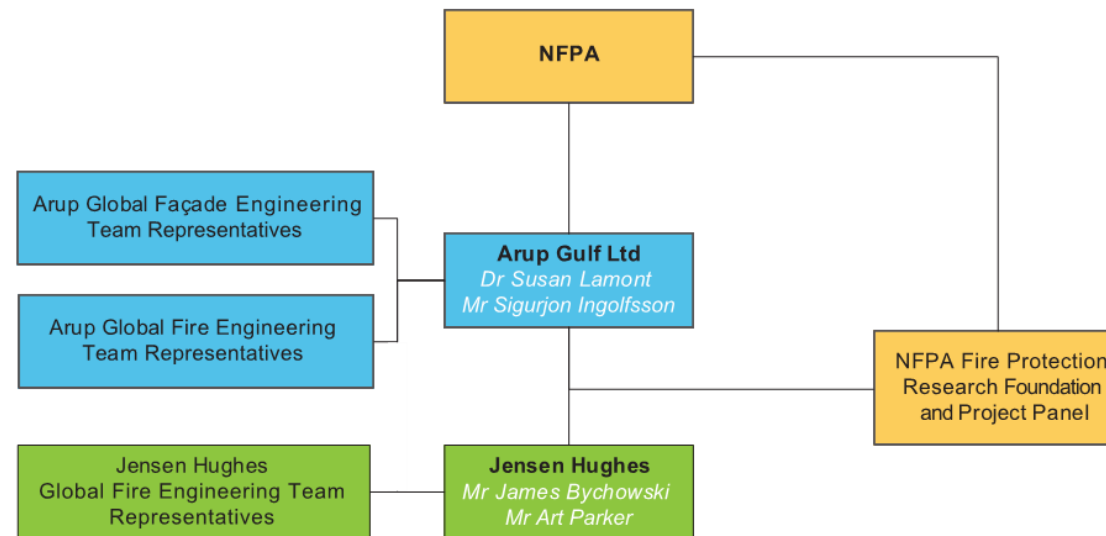 NFPA
Arup Global Façade Engineering
Team Representatives
Arup Gulf Ltd
Dr Susan Lamont
Mr Sigurjon Ingolfsson
Arup Global Fire Engineering
Team Representatives
NFPA Fire Protection
Research Foundation
and Project Panel
Jensen Hughes
Global Fire Engineering Team
Representatives
Jensen Hughes
Mr James Bychowski
Mr Art Parker